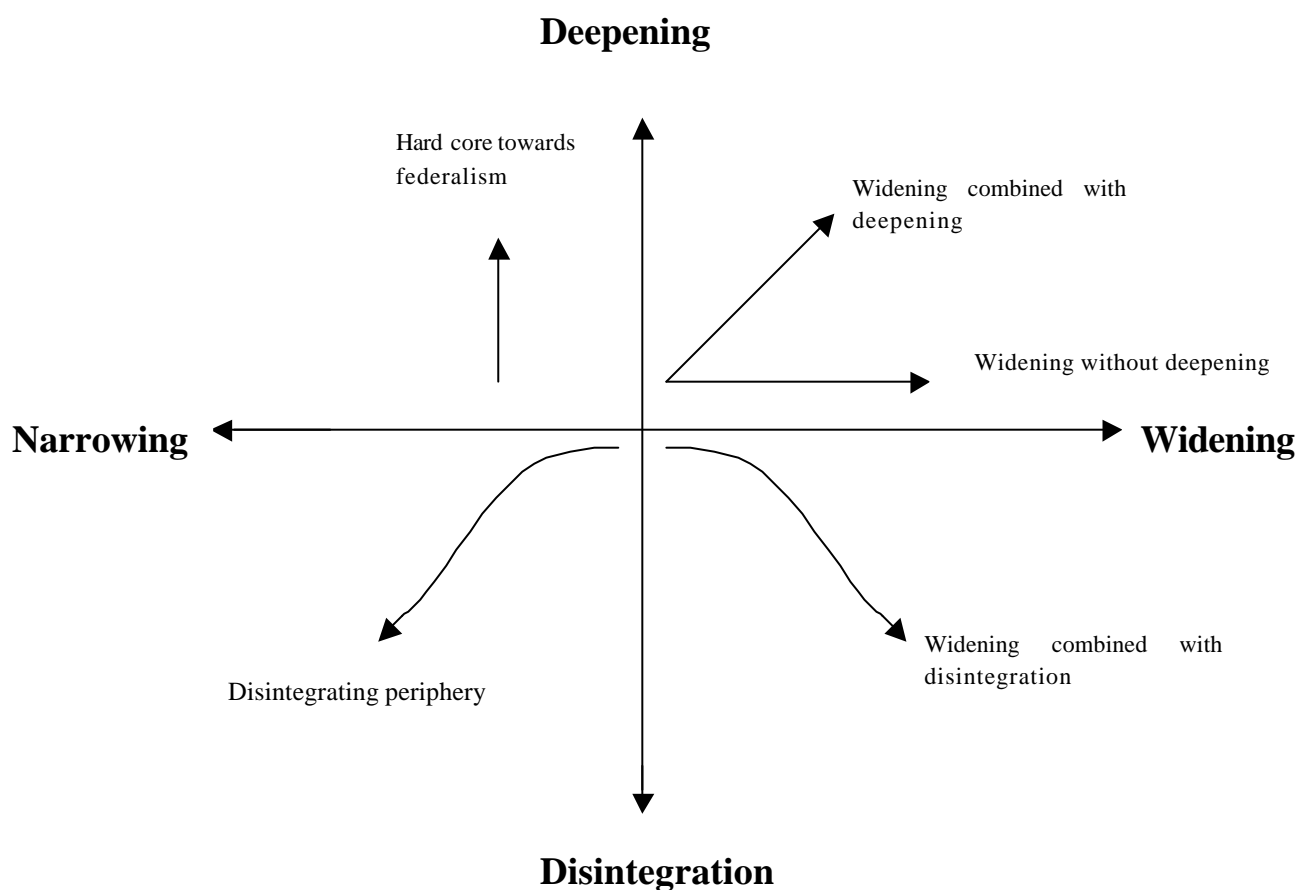 Deepening
Hard core towards
federalism
Widening combined with
deepening
Widening without deepening
Narrowing
Widening
Widening combined with
disintegration
Disintegrating periphery
Disintegration